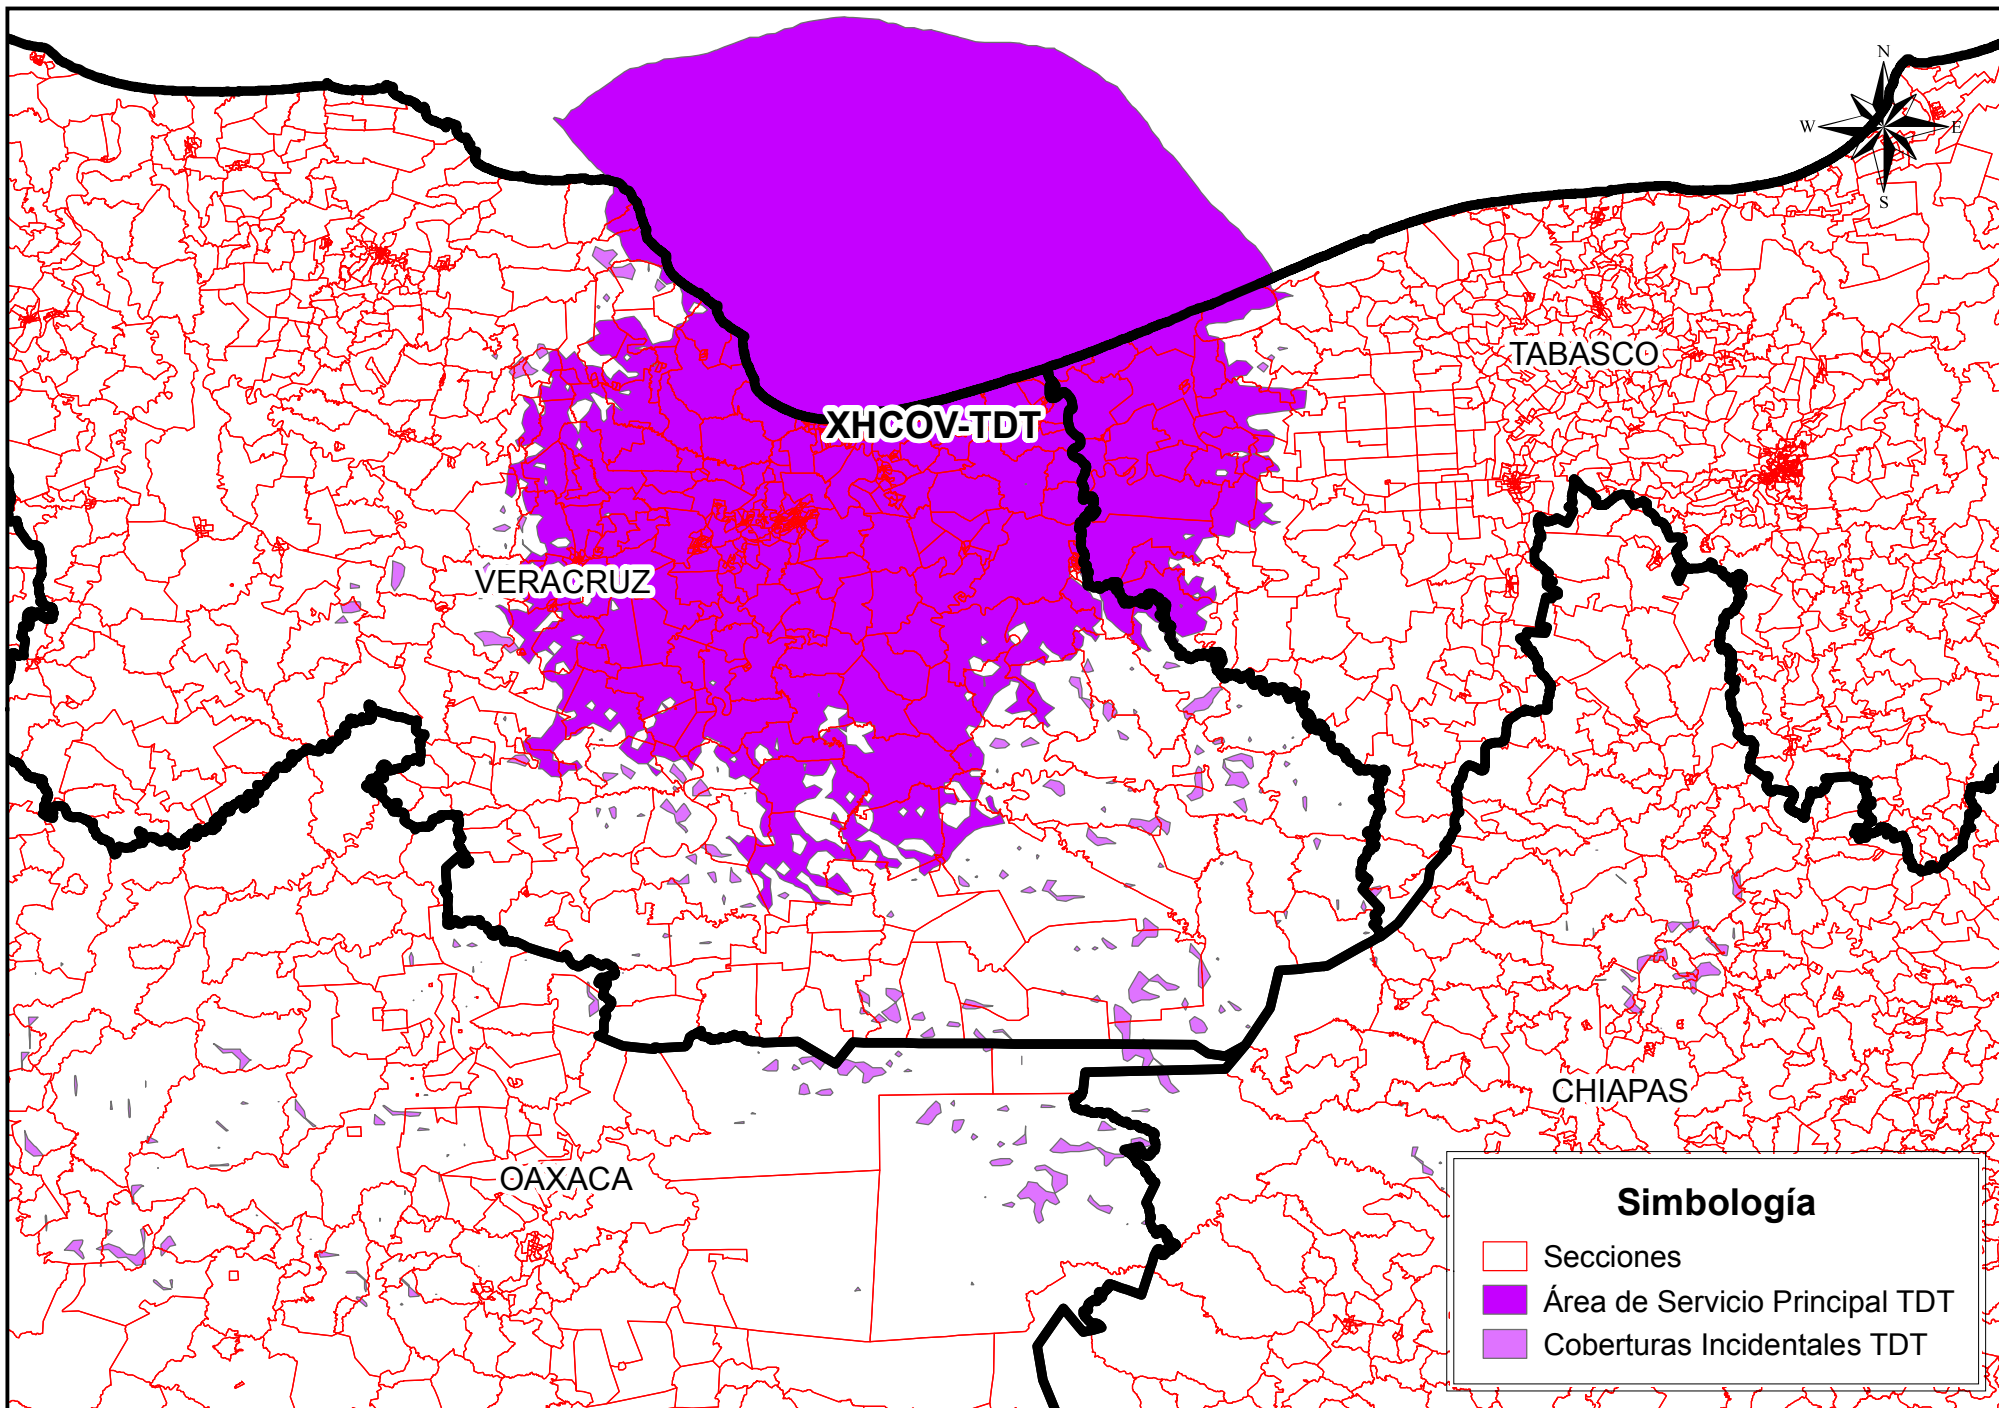 N
W
E
S
TABASCO
XHCOV-TDT
VERACRUZ
CHIAPAS
OAXACA
Simbología
Secciones
Área de Servicio Principal TDT
Coberturas Incidentales TDT